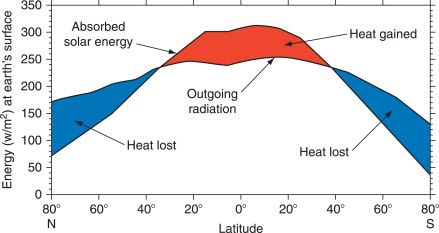 Energy (w/m²) at earth's surface
350
300
250
200
150
100
50
0
Absorbed
solar energy
Heat gained
Outgoing
radiation
Heat lost
Heat lost
80° 60° 40° 20° 0° 20° 40° 60° 80°
N Latitude S